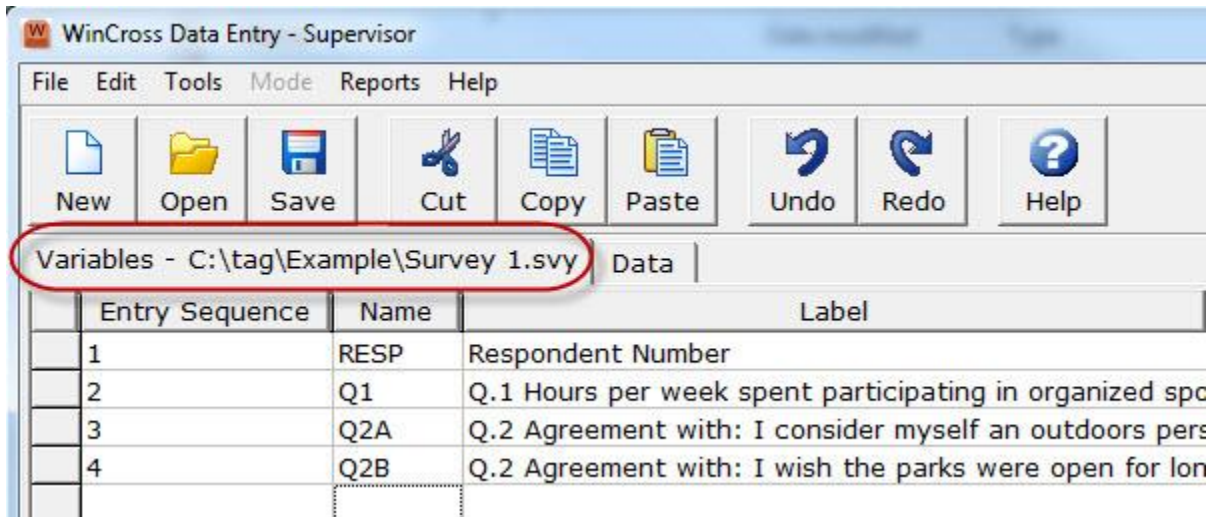 W WinCross Data Entry - Supervisor
File Edit Tools Mode Reports Help
New Open Save Cut Copy Paste Undo Redo Help
Variables - C:\tag\Example\Survey 1.svy Data
Entry Sequence Name Label
1 RESP Respondent Number
2 Q1 Q.1 Hours per week spent participating in organized spo
3 Q2A Q.2 Agreement with: I consider myself an outdoors pers
4 Q2B Q.2 Agreement with: I wish the parks were open for lon